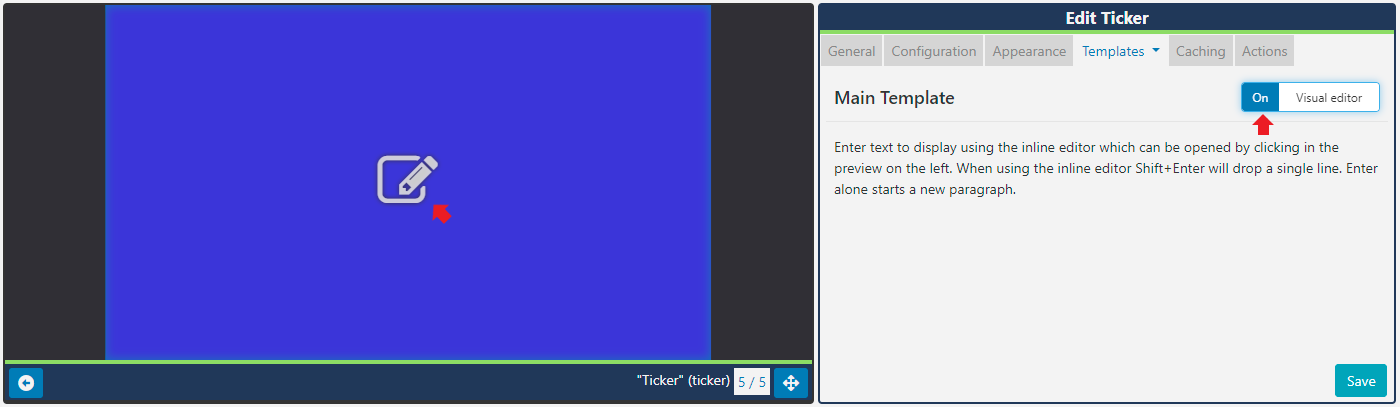 "Ticker" (ticker) 5 / 5
Edit Ticker
General Configuration Appearance Templates Caching Actions
Main Template
On Visual editor
Enter text to display using the inline editor which can be opened by clicking in the
preview on the left. When using the inline editor Shift+Enter will drop a single line. Enter
alone starts a new paragraph.
Save